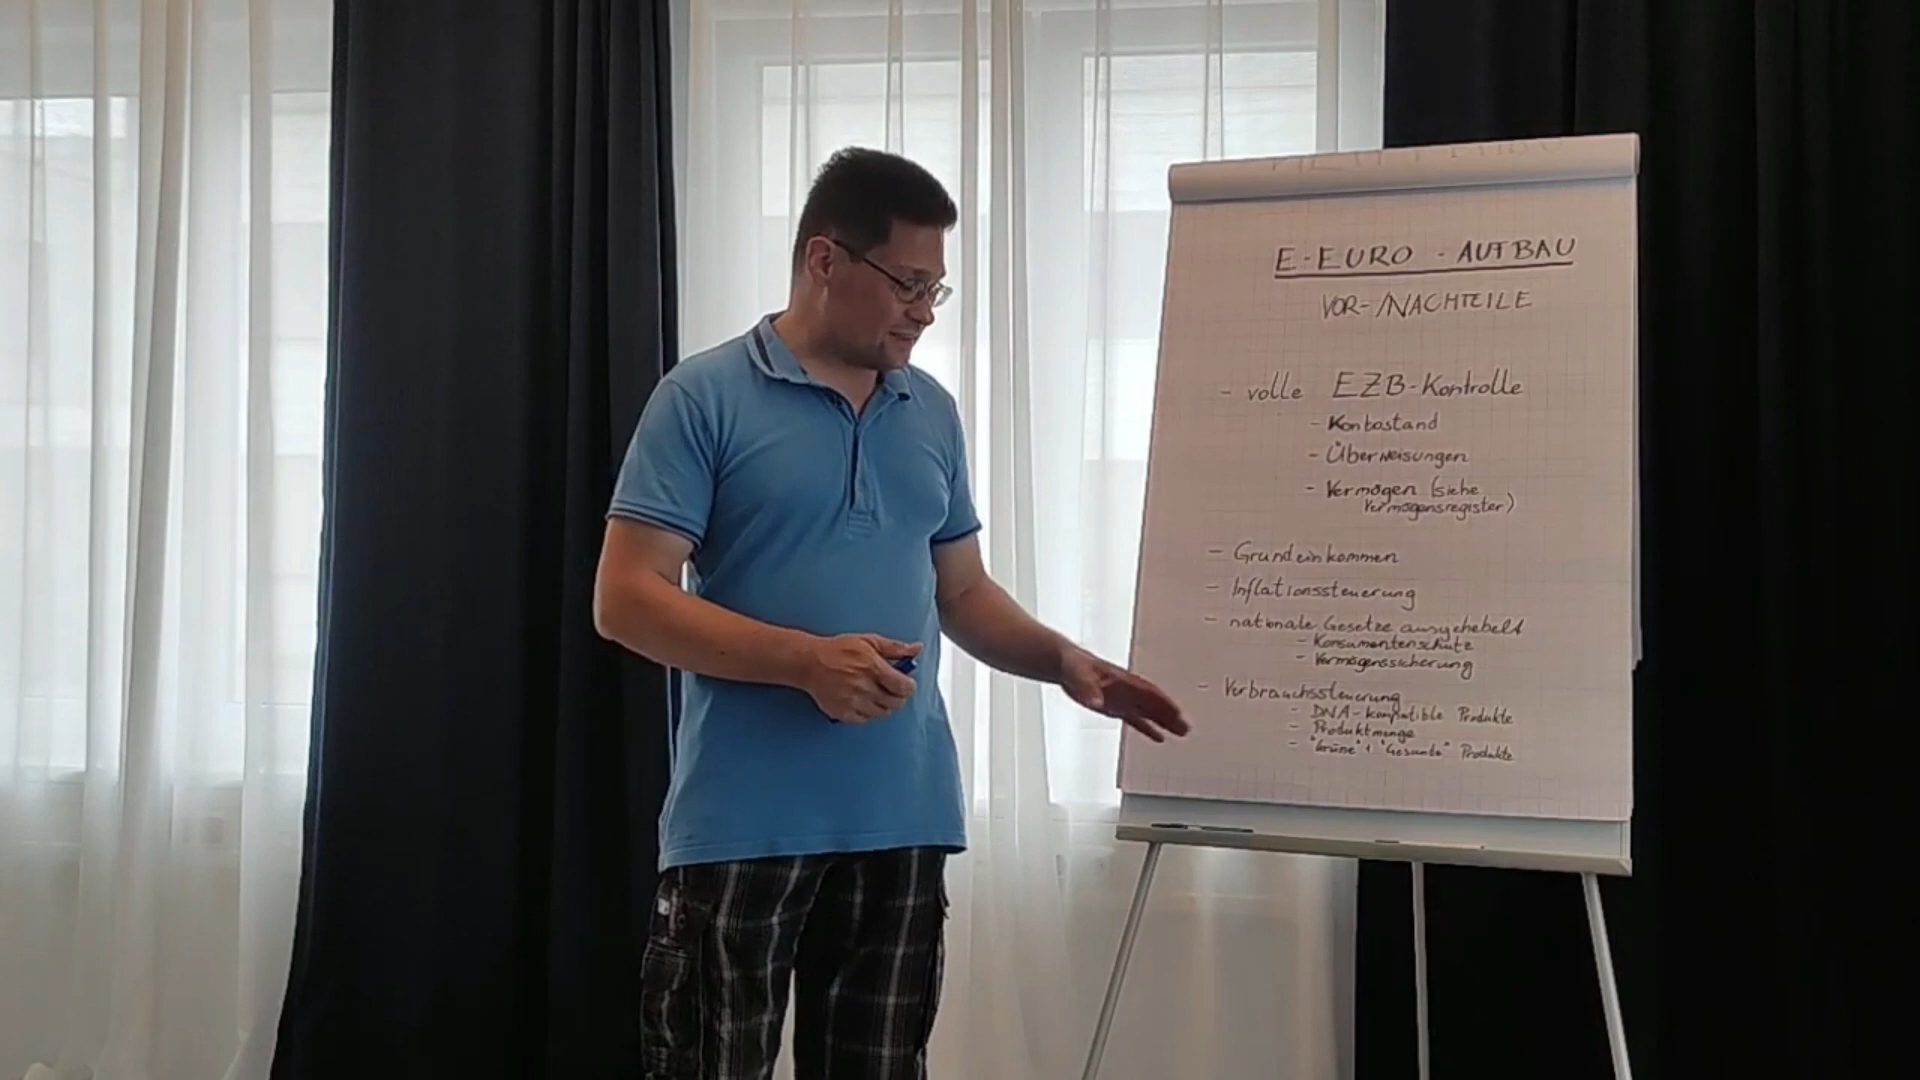 E-EURO - AUFBAU
VOR-/NACHTEILE
- volle EZB-Kontrolle
- Kontostand
- Überweisungen
- Vermögen (siehe
Vermögensregister)
- Grundeinkommen
- Inflationssteuerung
- nationale Gesetze ausgehebelt
- Konsumentenschutz
- Vermögenssicherung
- Verbrauchssteuerung
- DNA-kompatible Produkte
- Produktmenge
- "Grüne" + "Gesunde" Produkte